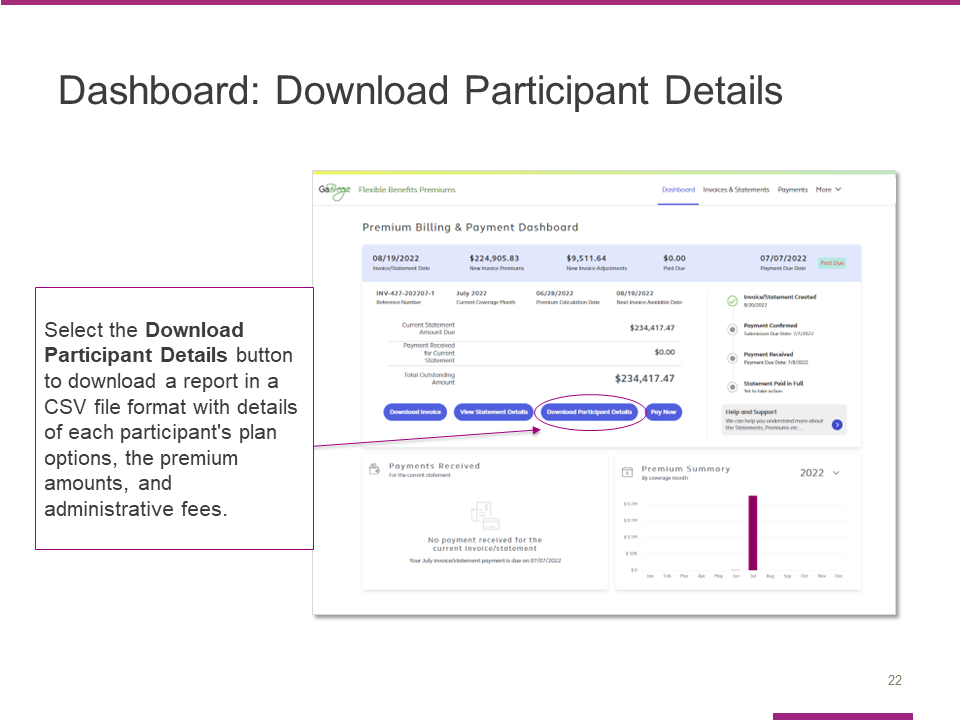 Dashboard: Download Participant Details
Select the Download
Participant Details button
to download a report in a
CSV file format with details
of each participant's plan
options, the premium
amounts, and
administrative fees.
Flexible Benefits Premiums
Dashboard Invoices & Statements Payments More
Premium Billing & Payment Dashboard
08/19/2022 $224,905.83 $9,511.64 $0.00 07/07/2022 Past Due
Invoice/Statement Date New Invoice Premiums New Invoice Adjustments Past Due Payment Due Date
INV-427-202207-1 July 2022 06/28/2022 08/19/2022
Reference Number Current Coverage Month Premium Calculation Date Next Invoice Available Date
Current Statement
Amount Due
$234,417.47
Payment Received
for Current
Statement
$0.00
Total Outstanding
Amount
$234,417.47
Download Invoice View Statement Details Download Participant Details Pay Now
Invoice/Statement Created
8/20/2022
Payment Confirmed
Submission Due Date: 7/7/2022
Payment Received
Payment Due Date: 7/8/2022
Statement Paid in Full
Yet to take action
Help and Support
We can help you understand more about
the Statements, Premiums etc...
Payments Received
For the current statement
No payment received for the
current invoice/statement
Your July invoice/statement payment is due on 07/07/2022
Premium Summary
By coverage month
2022
$0
Jan Feb Mar Apr May Jun Jul Aug Sep Oct Nov Dec
22